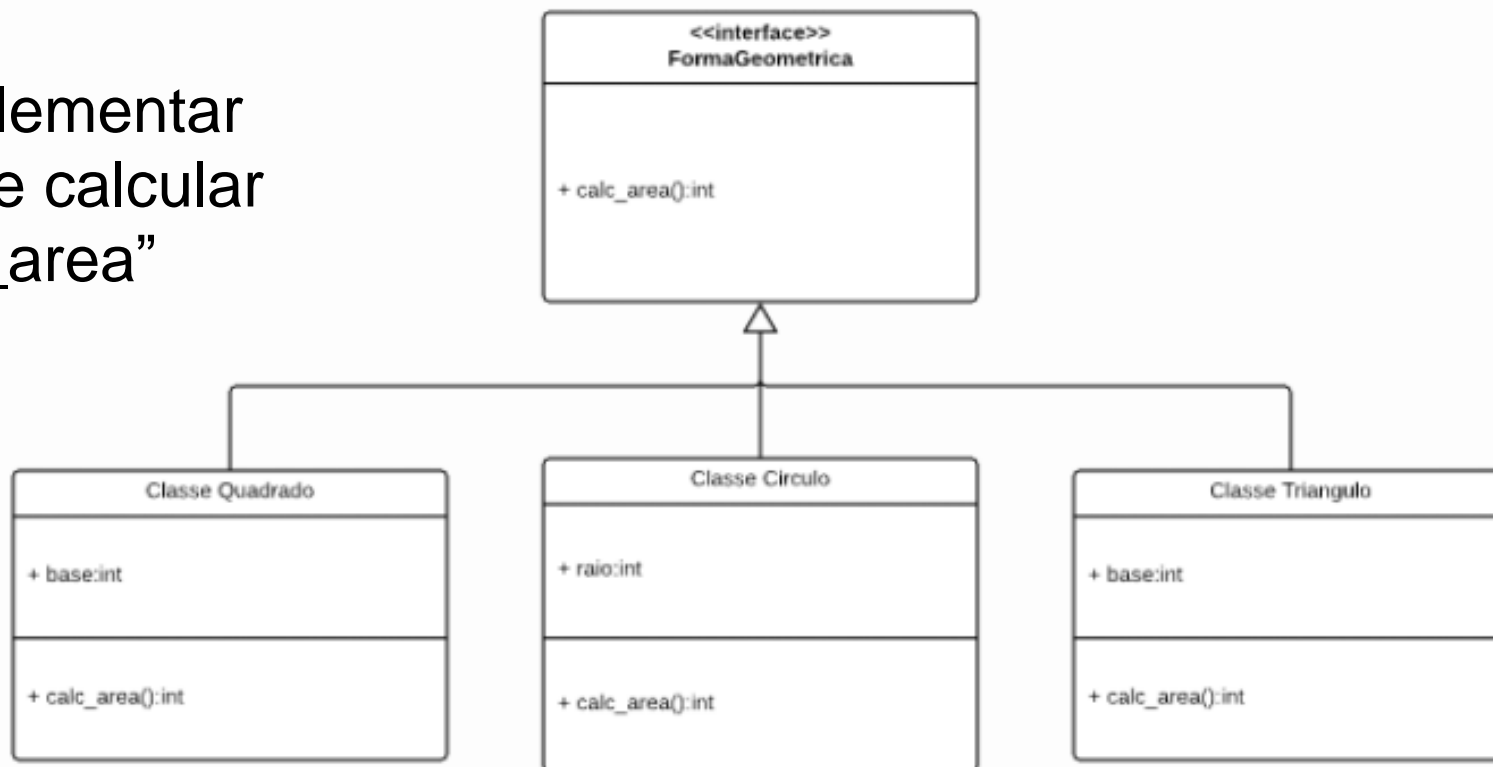 lementar
e calcular
_area”
<<interface>>
FormaGeometrica
+ calc_area():int
Classe Quadrado
+ base:int
+ calc_area():int
Classe Circulo
+ raio:int
+ calc_area():int
Classe Triangulo
+ base:int
+ calc_area():int